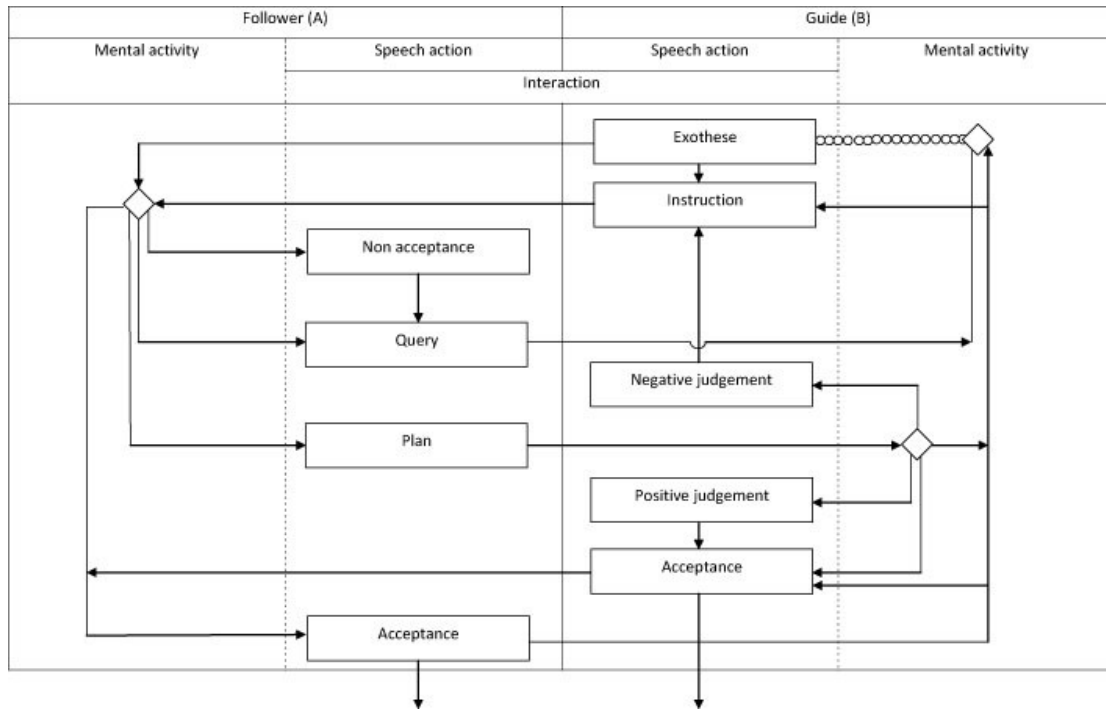 Follower (A)
Guide (B)
Mental activity
Speech action
Speech action
Mental activity
Interaction
Exothese
Instruction
Non acceptance
Query
Negative judgement
Plan
Positive judgement
Acceptance
Acceptance